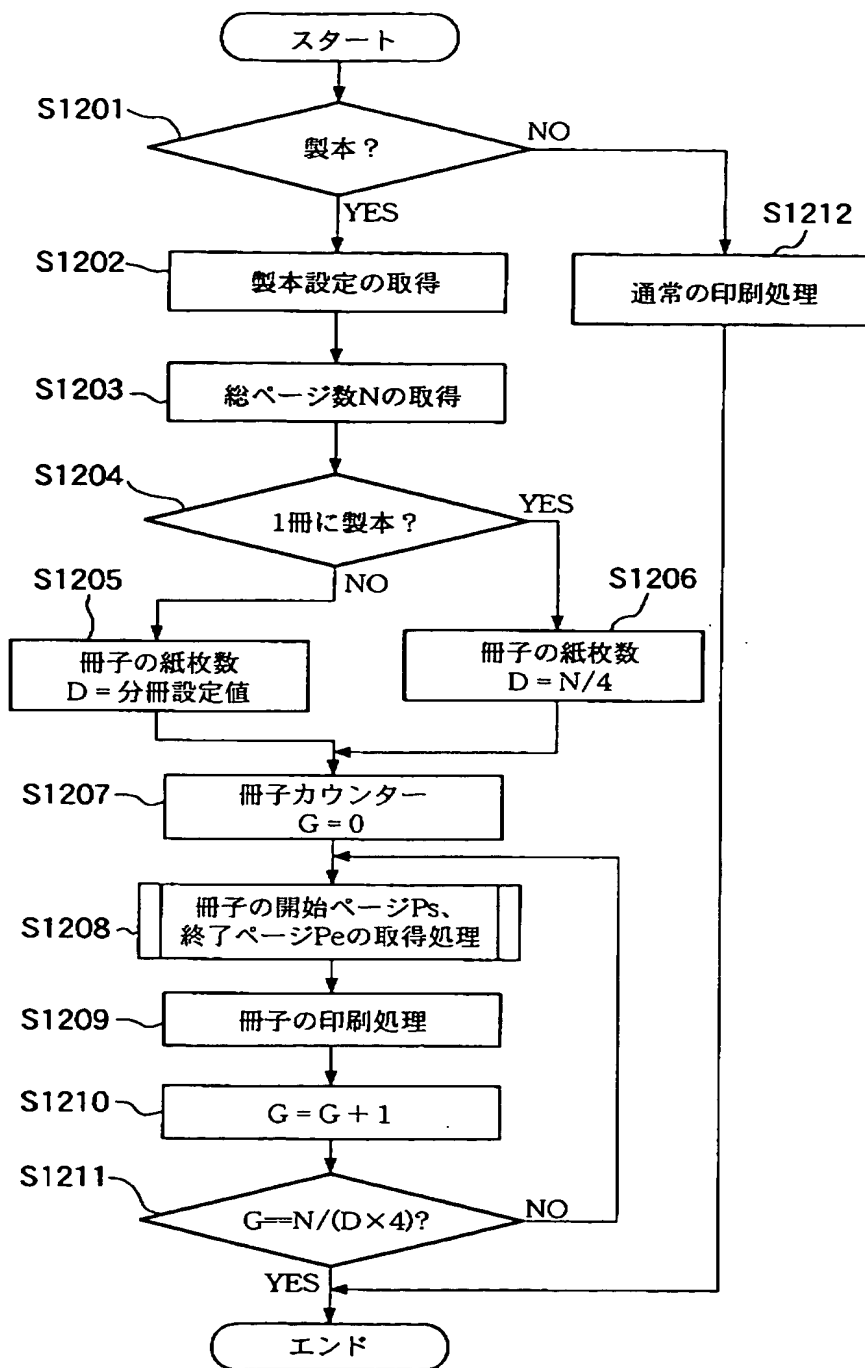 スタート
S1201
製本？
NO
YES
S1212
S1202
製本設定の取得
通常の印刷処理
S1203
総ページ数Nの取得
S1204
1冊に製本？
YES
NO
S1205
S1206
冊子の紙枚数
D = 分冊設定値
冊子の紙枚数
D = N/4
S1207
冊子カウンター
G = 0
S1208
冊子の開始ページPs、
終了ページPeの取得処理
S1209
冊子の印刷処理
S1210
G = G + 1
S1211
G==N/(D×4)?
NO
YES
エンド